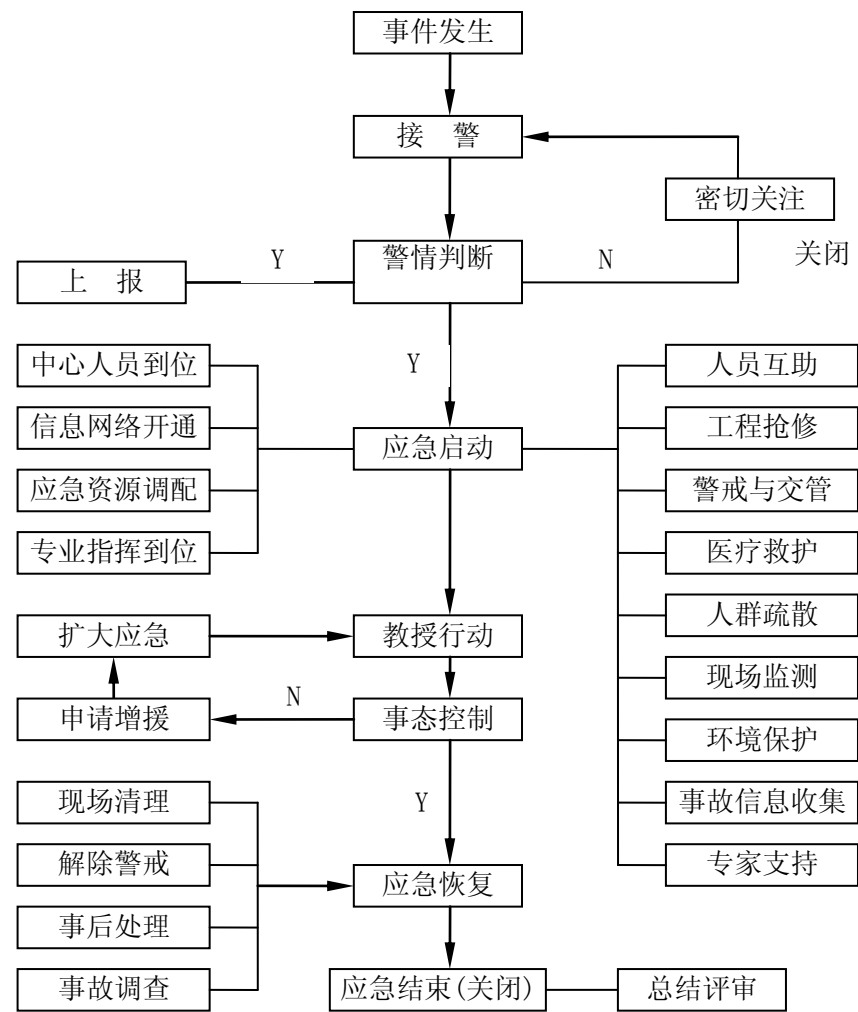 事件发生
接 警
密切关注
关闭
警情判断
Y
N
上 报
Y
中心人员到位
信息网络开通
应急资源调配
专业指挥到位
应急启动
人员互助
工程抢修
警戒与交管
医疗救护
人群疏散
现场监测
环境保护
事故信息收集
专家支持
扩大应急
教授行动
申请增援
N
事态控制
Y
现场清理
解除警戒
事后处理
事故调查
应急恢复
应急结束(关闭)
总结评审